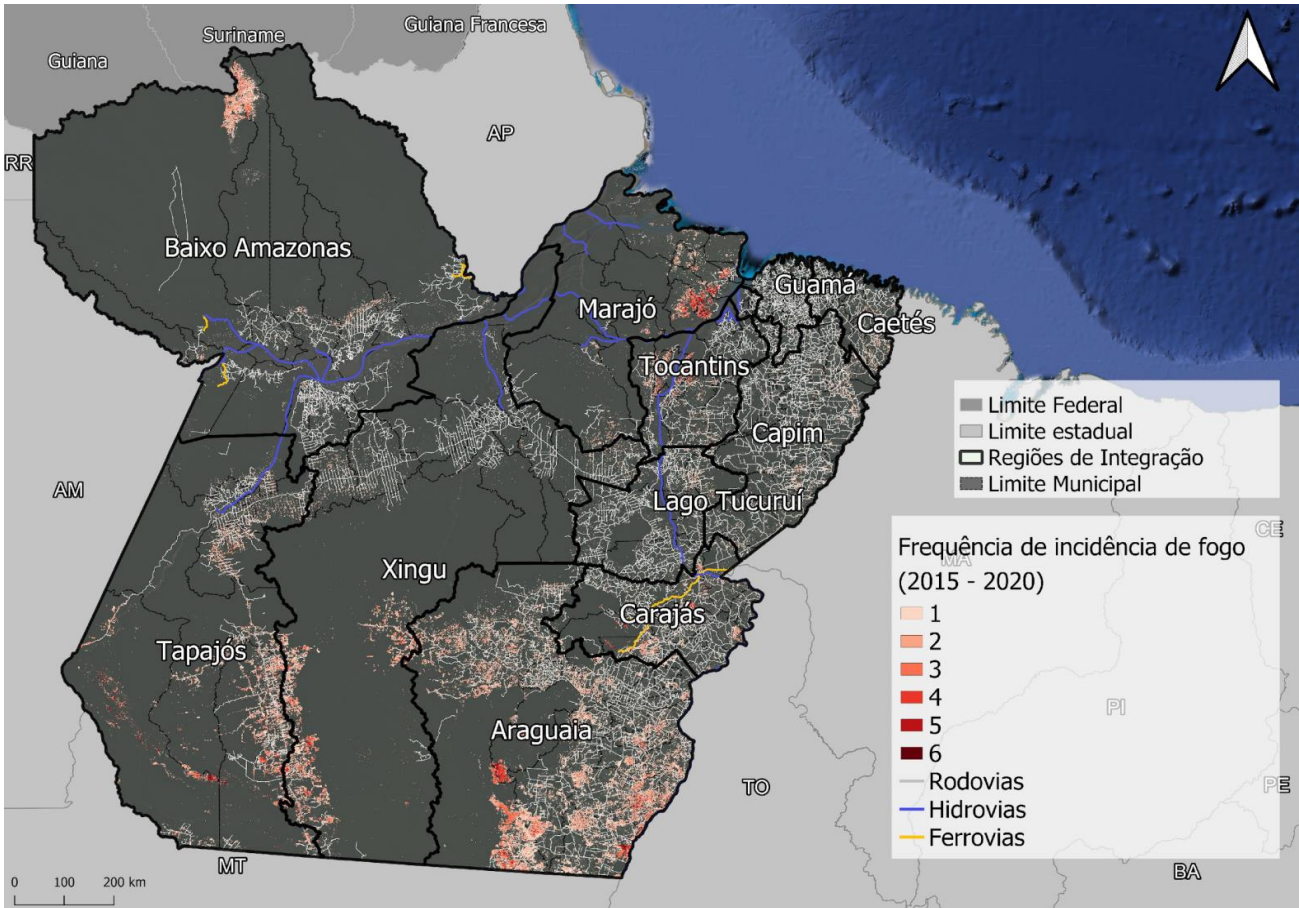 Guiana Francesa
Suriname
Guiana
AP
RR
Baixo Amazonas
Guamá
Marajó
Caetés
Tocantins
Capim
AM
Lago Tucuruí
Xingu
Carajás
Tapajós
Araguaia
TO
MT
Limite Federal
Limite estadual
Regiões de Integração
Limite Municipal
CE
MA
Frequência de incidência de fogo
(2015 - 2020)
1
2
3
4
5
6
PI
PE
Rodovias
Hidrovias
Ferrovias
BA
0 100 200 km